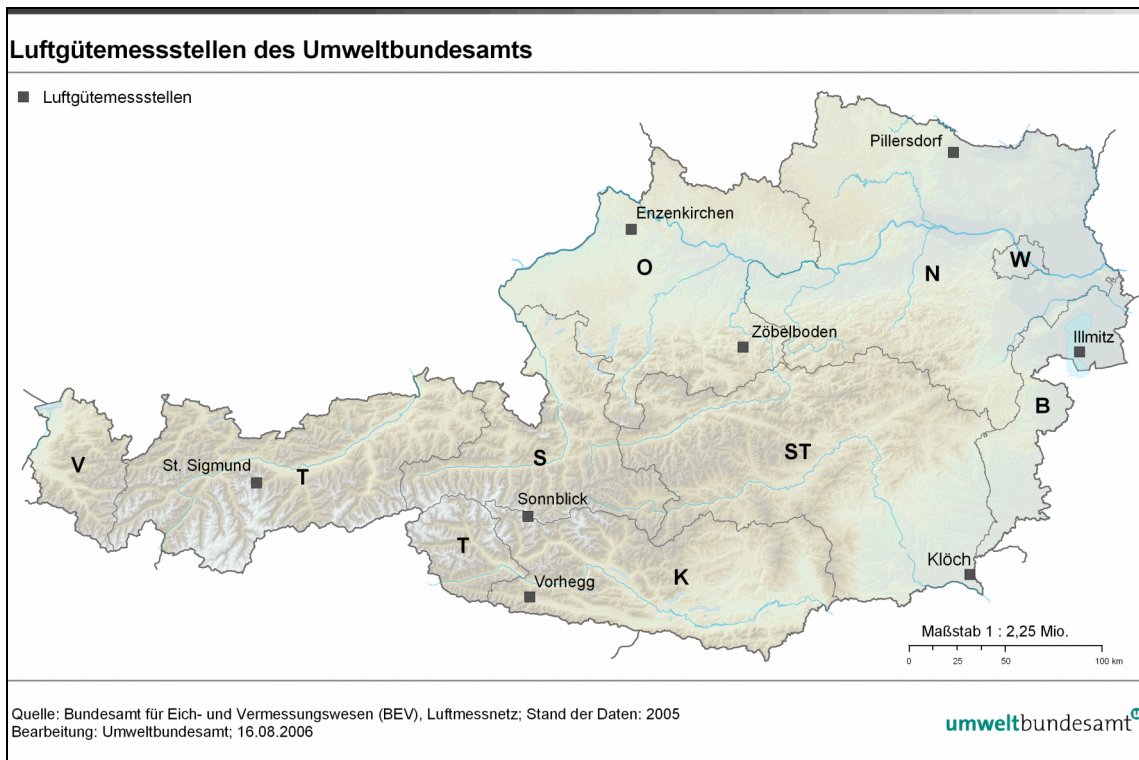 Luftgütemessstellen des Umweltbundesamts
Luftgütemessstellen
Pillersdorf
Enzenkirchen
O
N
W
Zöbelboden
Illmitz
B
V
St. Sigmund
T
S
ST
Sonnblick
T
K
Vorhegg
Klöch
Maßstab 1 : 2,25 Mio.
0 25 50 100 km
Quelle: Bundesamt für Eich- und Vermessungswesen (BEV), Luftmessnetz; Stand der Daten: 2005
Bearbeitung: Umweltbundesamt; 16.08.2006
umweltbundesamt